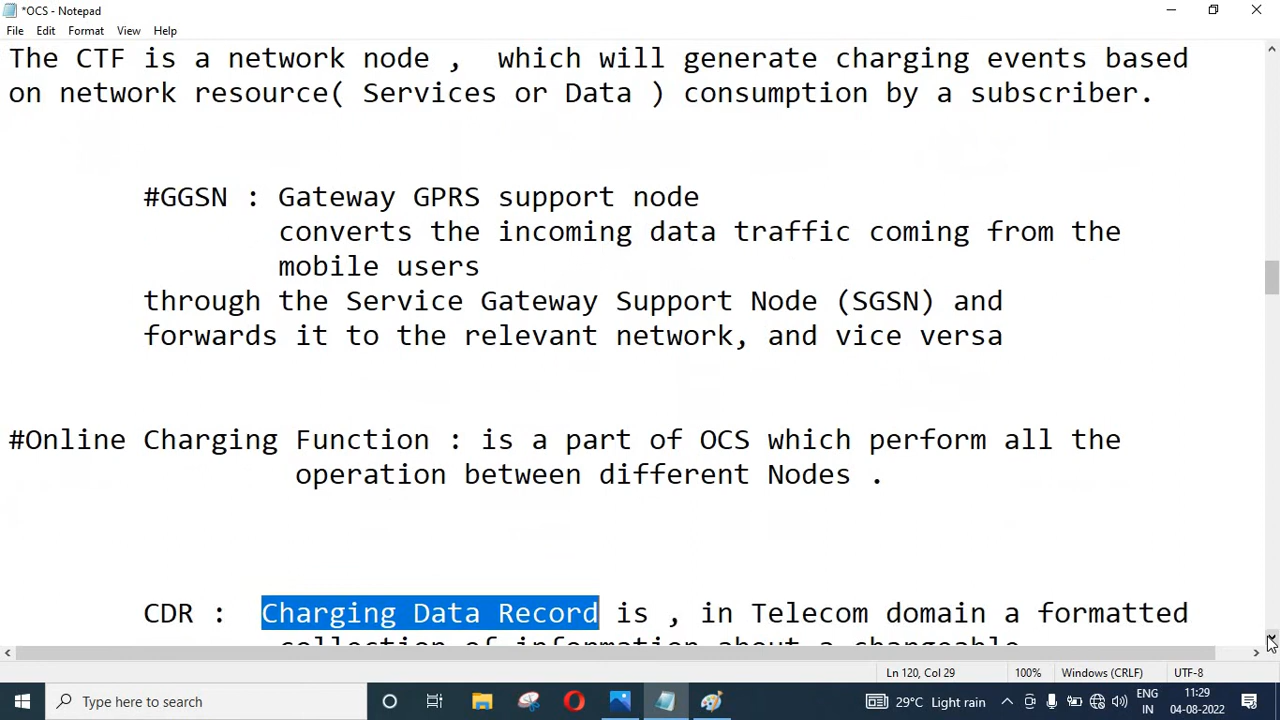 *OCS - Notepad
File Edit Format View Help
The CTF is a network node , which will generate charging events based
on network resource( Services or Data ) consumption by a subscriber.
#GGSN : Gateway GPRS support node
converts the incoming data traffic coming from the
mobile users
through the Service Gateway Support Node (SGSN) and
forwards it to the relevant network, and vice versa
#Online Charging Function : is a part of OCS which perform all the
operation between different Nodes .
CDR : Charging Data Record is , in Telecom domain a formatted
collection of information about a chargeable
Ln 120, Col 29 100% Windows (CRLF) UTF-8
Type here to search
29°C Light rain
ENG
IN
11:29
04-08-2022